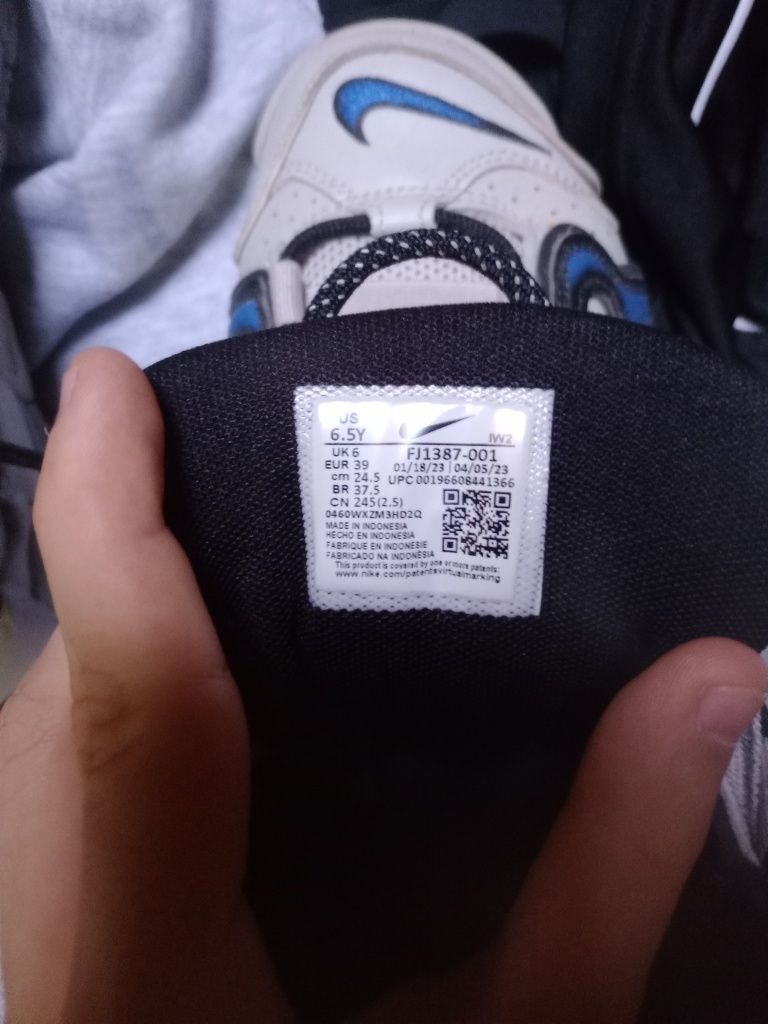 US
6.5Y
IW2
UK 6
FJ1387-001
EUR 39
01/18/23 | 04/05/23
cm 24.5
UPC 00196608441366
BR 37.5
CN 245(2.5)
0460WXZM3HD2Q
MADE IN INDONESIA
HECHO EN INDONESIA
FABRIQUE EN INDONESIE
FABRICADO NA INDONÉSIA
This product is covered by one or more patents:
www.nike.com/patentsvirtualmarking